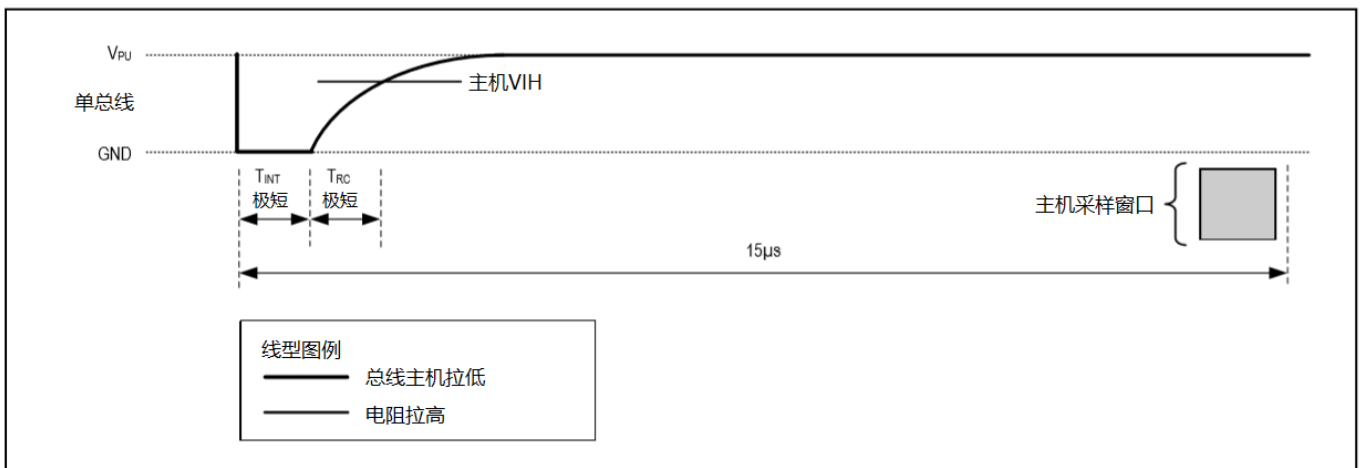 VPU
主机VIH
单总线
GND
TINT
极短
TRC
极短
主机采样窗口
15μs
线型图例
总线主机拉低
电阻拉高